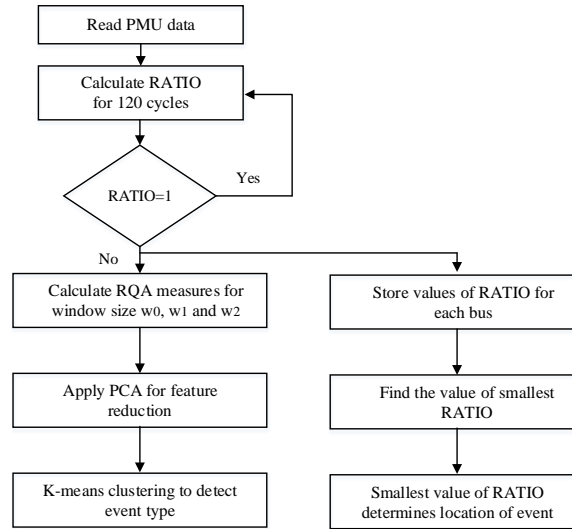 Read PMU data
Calculate RATIO
for 120 cycles
Yes
RATIO=1
No
Calculate RQA measures for
window size w0, w1 and w2
Store values of RATIO for
each bus
Apply PCA for feature
reduction
Find the value of smallest
RATIO
K-means clustering to detect
event type
Smallest value of RATIO
determines location of event